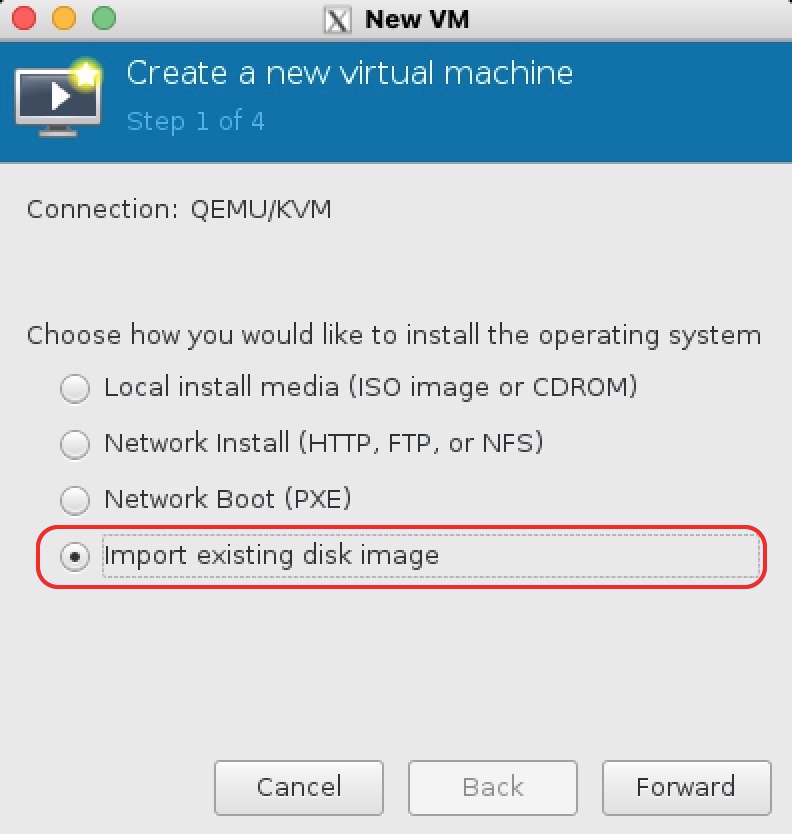 New VM
Create a new virtual machine
Step 1 of 4
Connection: QEMU/KVM
Choose how you would like to install the operating system
Local install media (ISO image or CDROM)
Network Install (HTTP, FTP, or NFS)
Network Boot (PXE)
Import existing disk image
Cancel Back Forward